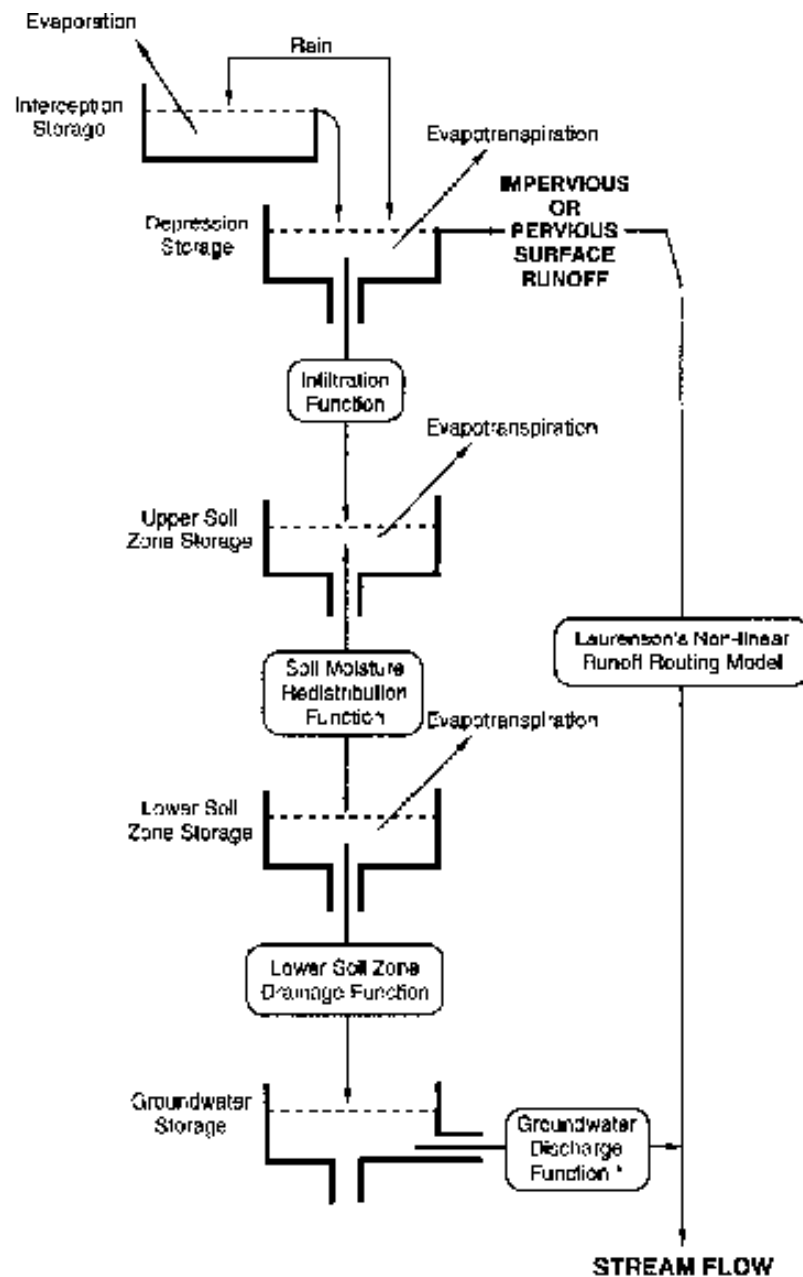 Evaporation
Rain
Interception
Storage
Evapotranspiration
IMPERVIOUS
OR
PERVIOUS
SURFACE
RUNOFF
Depression
Storage
Infiltration
Function
Evapotranspiration
Upper Soil
Zone Storage
Laurenson's Non-linear
Runoff Routing Model
Soil Moisture
Redistribution
Function
Evapotranspiration
Lower Soil
Zone Storage
Lower Soil Zone
Drainage Function
Groundwater
Storage
Groundwater
Discharge
Function *
STREAM FLOW